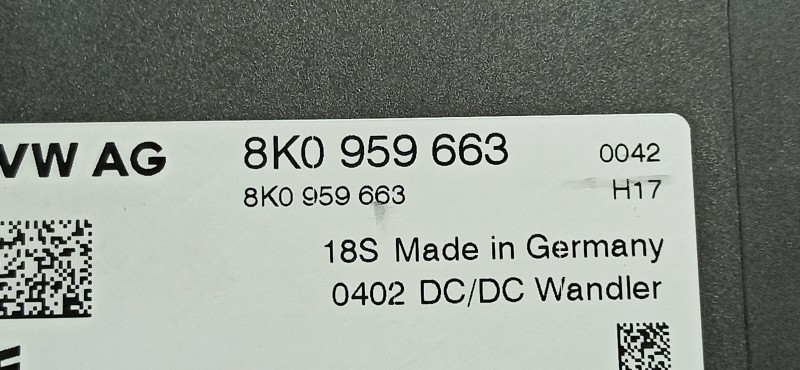 VW AG
8K0 959 663
0042
8K0 959 663
H17
18S Made in Germany
0402 DC/DC Wandler